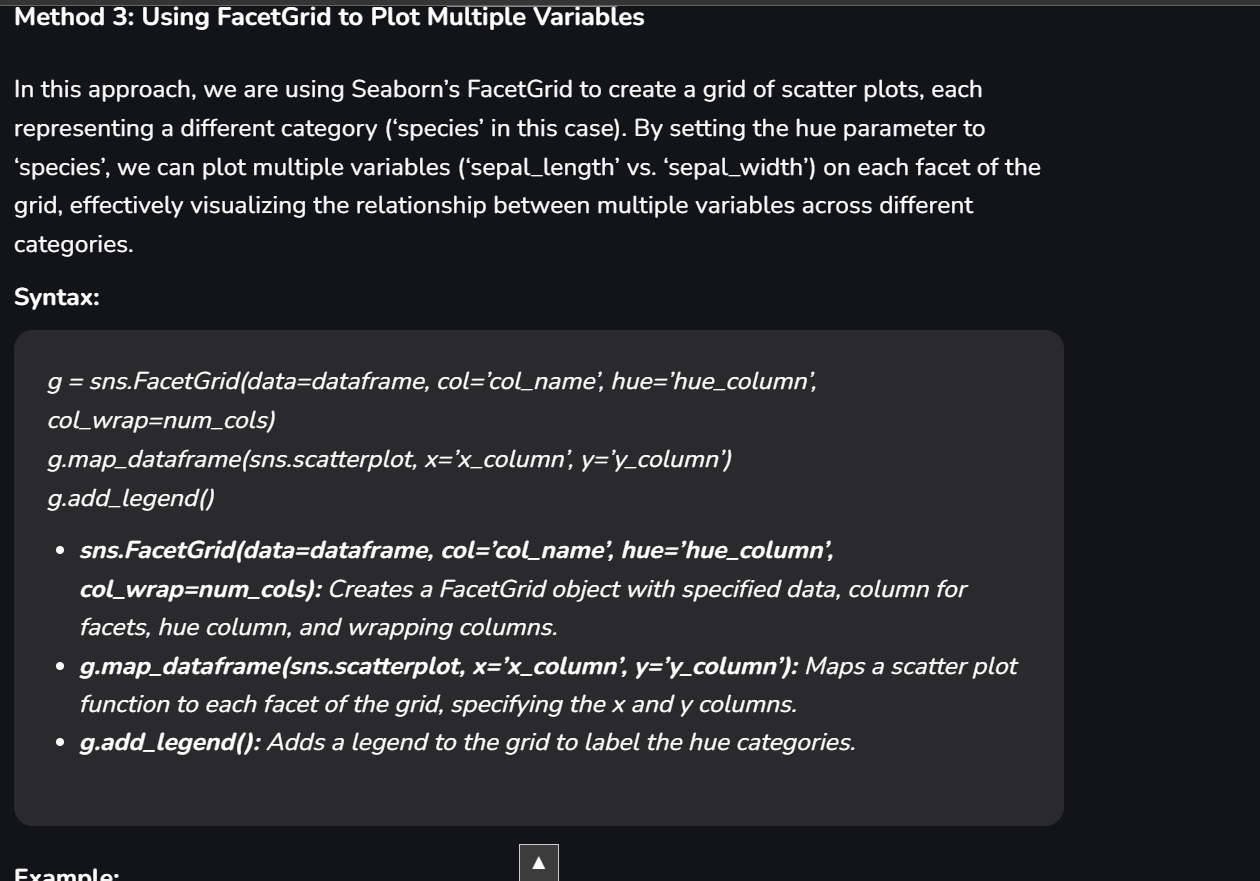 Method 3: Using FacetGrid to Plot Multiple Variables
In this approach, we are using Seaborn’s FacetGrid to create a grid of scatter plots, each
representing a different category (‘species’ in this case). By setting the hue parameter to
‘species’, we can plot multiple variables (‘sepal_length’ vs. ‘sepal_width’) on each facet of the
grid, effectively visualizing the relationship between multiple variables across different
categories.
Syntax:
g = sns.FacetGrid(data=dataframe, col=’col_name’, hue=’hue_column’,
col_wrap=num_cols)
g.map_dataframe(sns.scatterplot, x=’x_column’, y=’y_column’)
g.add_legend()
• sns.FacetGrid(data=dataframe, col=’col_name’, hue=’hue_column’,
col_wrap=num_cols): Creates a FacetGrid object with specified data, column for
facets, hue column, and wrapping columns.
• g.map_dataframe(sns.scatterplot, x=’x_column’, y=’y_column’): Maps a scatter plot
function to each facet of the grid, specifying the x and y columns.
• g.add_legend(): Adds a legend to the grid to label the hue categories.
Example: